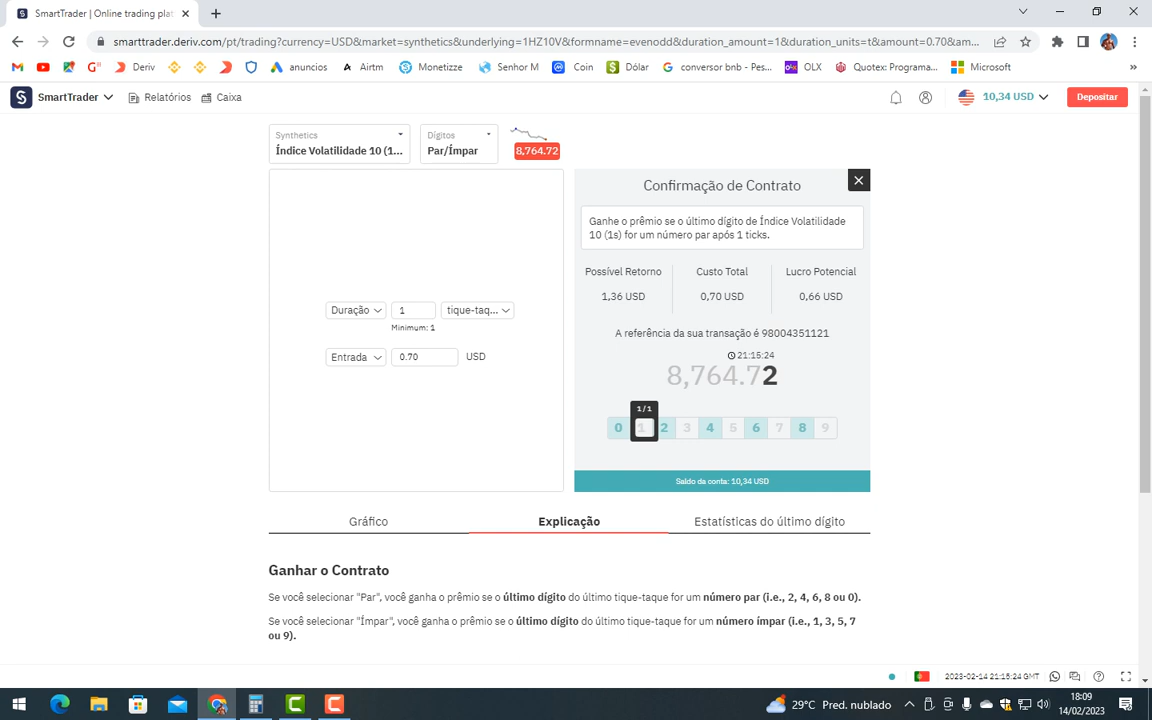 SmartTrader | Online trading plat
smarttrader.deriv.com/pt/trading?currency=USD&market=synthetics&underlying=1HZ10V&formname=evenodd&duration_amount=1&duration_units=t&amount=0.70&am...
Deriv
anuncios
Airtm
Monetizze
Senhor M
Coin
Dólar
conversor bnb - Pes...
OLX
Quotex: Programa...
Microsoft
»
SmartTrader
Relatórios
Caixa
10,34 USD
Depositar
Synthetics
Índice Volatilidade 10 (1...
Dígitos
Par/Ímpar
8,764.72
Duração
1
tique-taq...
Minimum: 1
Entrada
0.70
USD
Confirmação de Contrato
Ganhe o prêmio se o último dígito de Índice Volatilidade
10 (1s) for um número par após 1 ticks.
Possível Retorno
Custo Total
Lucro Potencial
1,36 USD
0,70 USD
0,66 USD
A referência da sua transação é 98004351121
21:15:24
8,764.72
1 / 1
0 1 2 3 4 5 6 7 8 9
Saldo da conta: 10,34 USD
Gráfico
Explicação
Estatísticas do último dígito
Ganhar o Contrato
Se você selecionar "Par", você ganha o prêmio se o último dígito do último tique-taque for um número par (i.e., 2, 4, 6, 8 ou 0).
Se você selecionar "Ímpar", você ganha o prêmio se o último dígito do último tique-taque for um número ímpar (i.e., 1, 3, 5, 7
ou 9).
2023-02-14 21:15:24 GMT
29°C Pred. nublado
18:09
14/02/2023